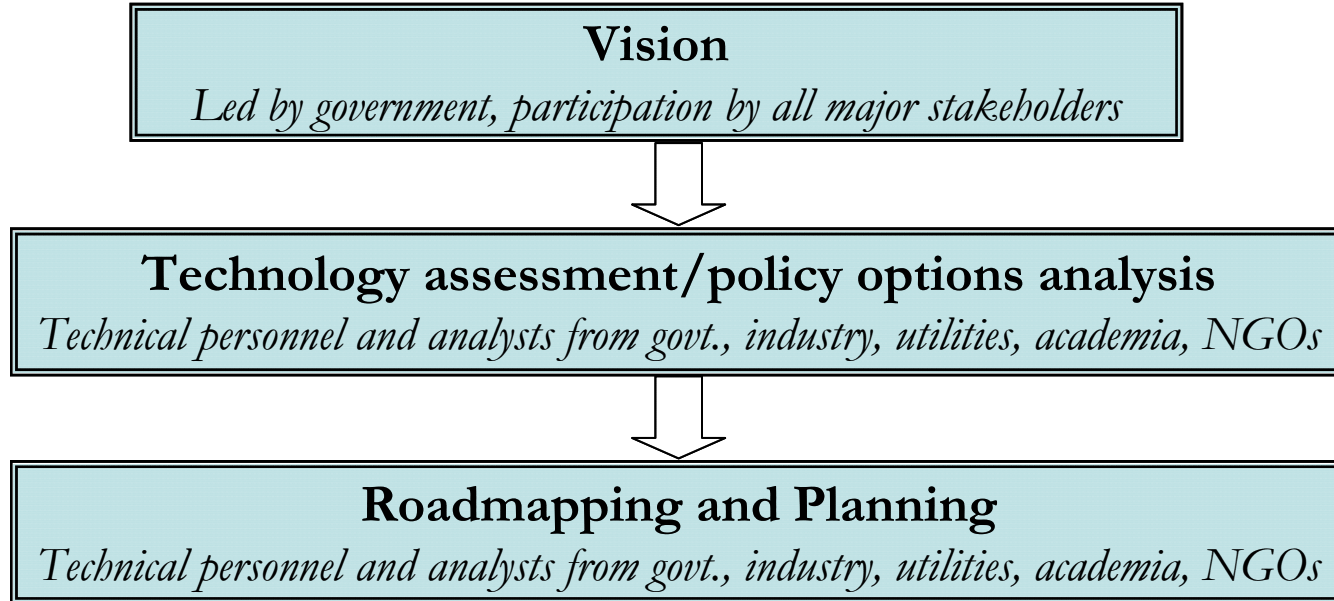 Vision
Led by government, participation by all major stakeholders
Technology assessment/policy options analysis
Technical personnel and analysts from govt., industry, utilities, academia, NGOs
Roadmapping and Planning
Technical personnel and analysts from govt., industry, utilities, academia, NGOs